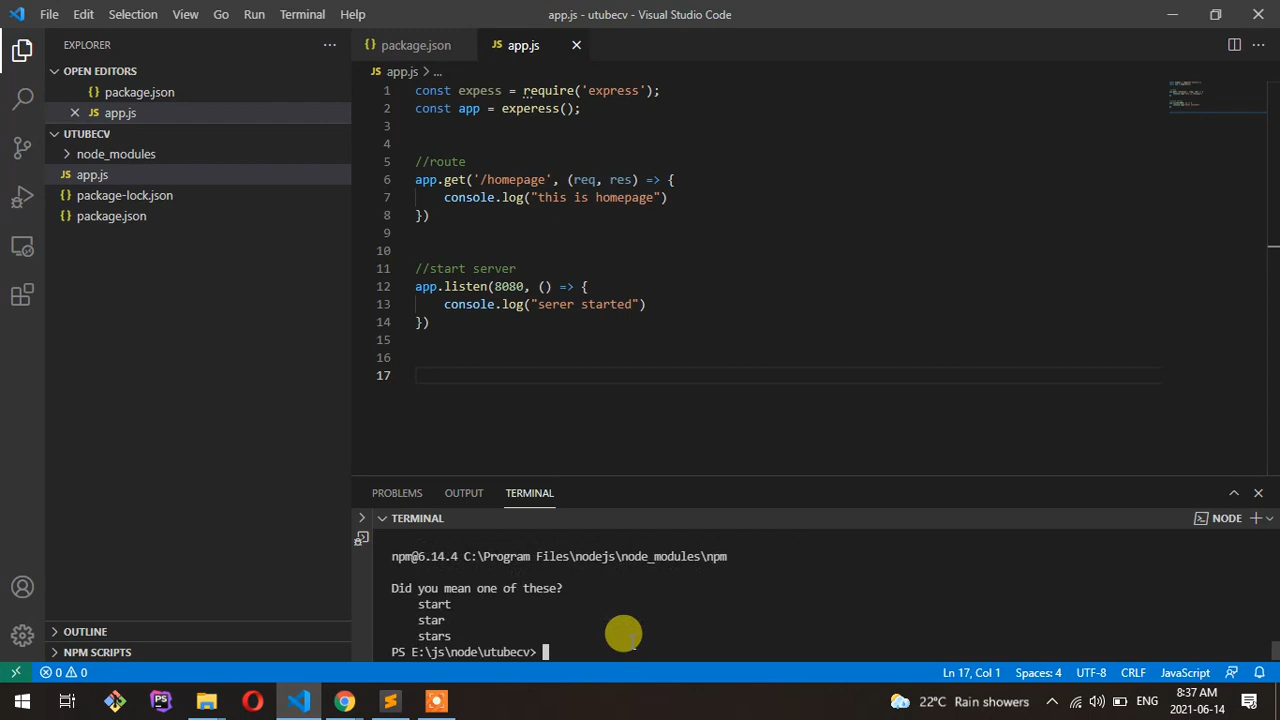 File Edit Selection View Go Run Terminal Help app.js - utubecv - Visual Studio Code
EXPLORER
OPEN EDITORS
package.json
app.js
UTUBECV
node_modules
JS app.js
package-lock.json
package.json
OUTLINE
NPM SCRIPTS
{} package.json JS app.js
JS app.js > ...
1 const expess = require('express');
2 const app = experess();
3
4
5 //route
6 app.get('/homepage', (req, res) => {
7 console.log("this is homepage")
8 })
9
10
11 //start server
12 app.listen(8080, () => {
13 console.log("serer started")
14 })
15
16
17
PROBLEMS OUTPUT TERMINAL
TERMINAL NODE
npm@6.14.4 C:\Program Files\nodejs\node_modules\npm
Did you mean one of these?
start
star
stars
PS E:\js\node\utubecv>
0 0 Ln 17, Col 1 Spaces: 4 UTF-8 CRLF JavaScript
PS 22°C Rain showers ENG 8:37 AM
2021-06-14